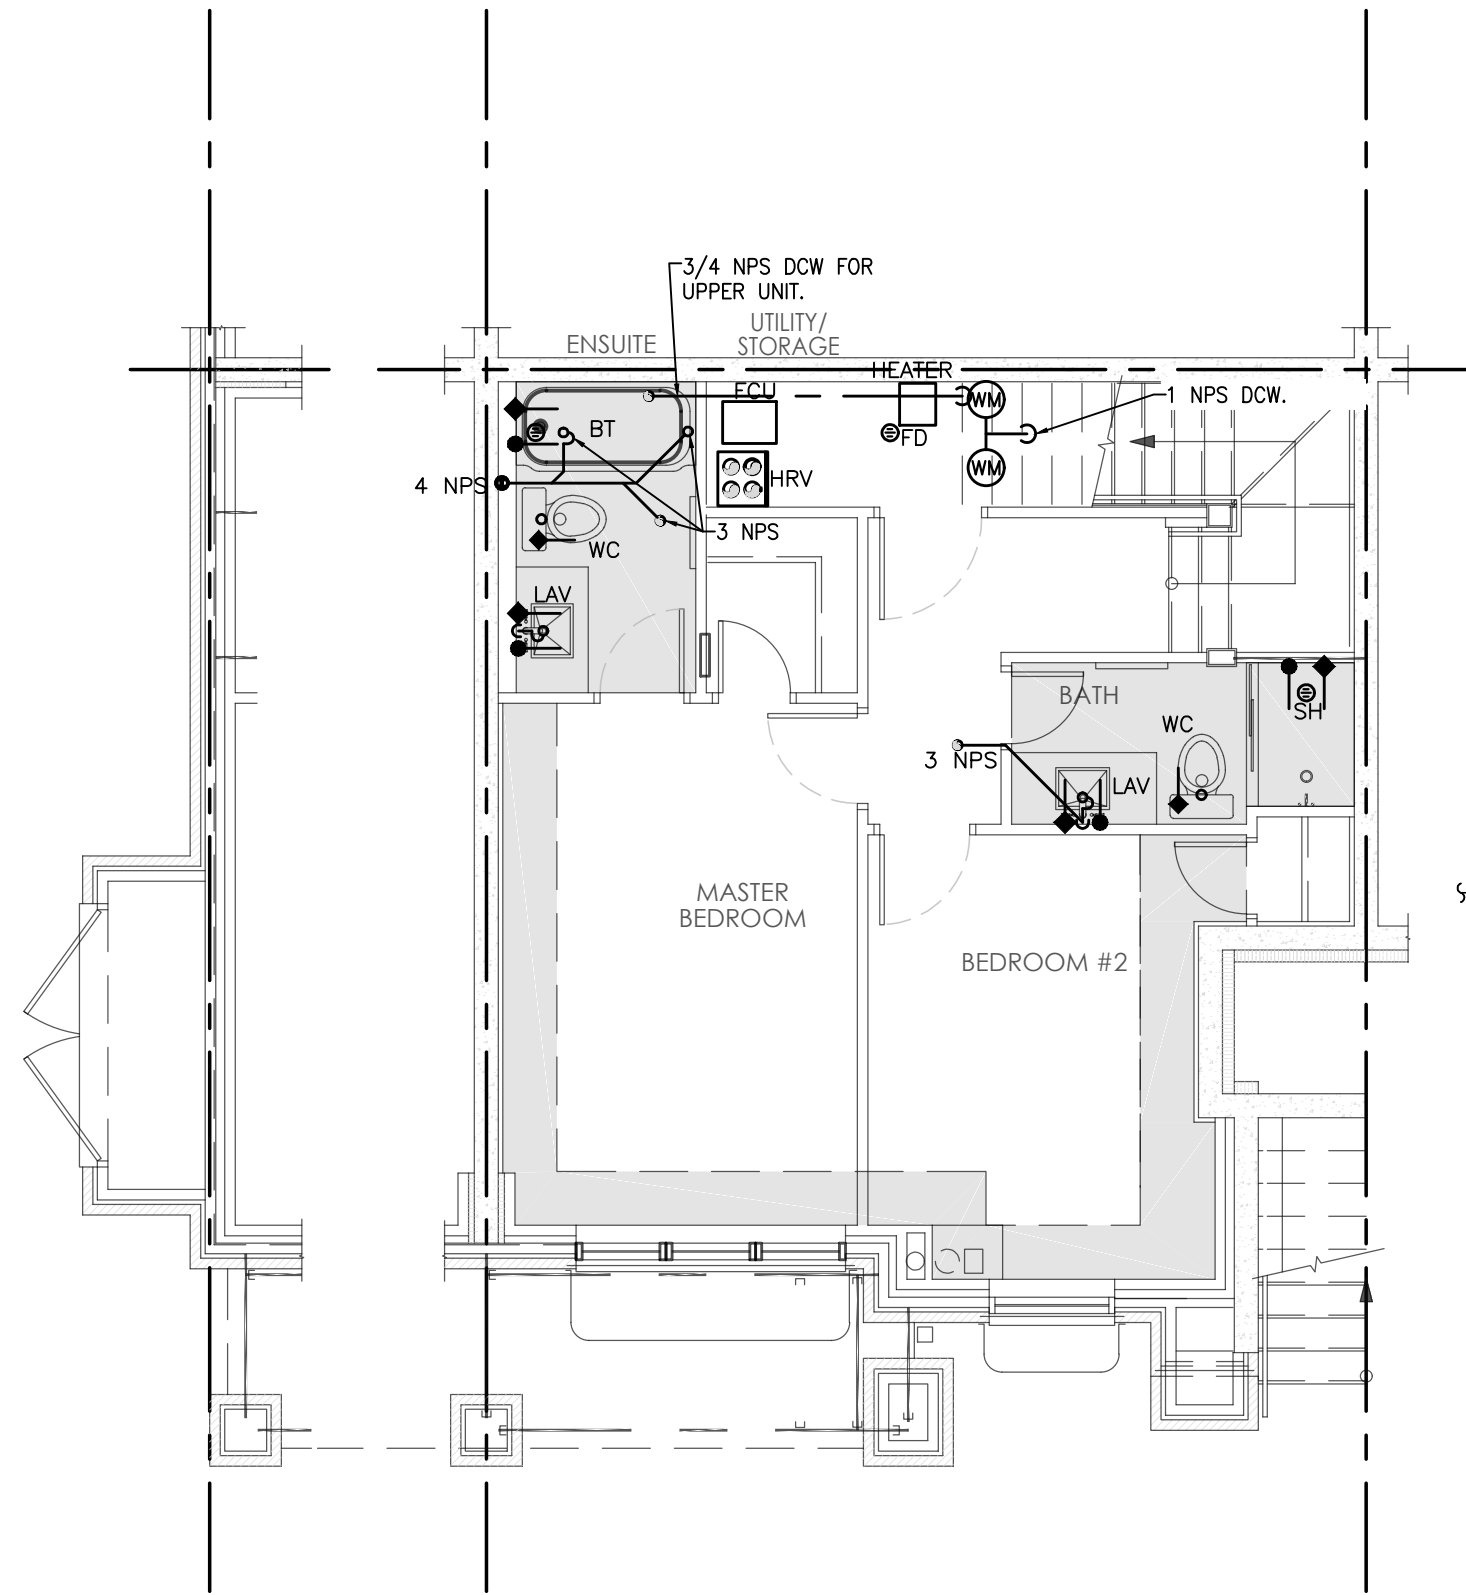 3/4 NPS DCW FOR
UPPER UNIT.
ENSUITE
UTILITY/
STORAGE
HEATER
FCU
WM
1 NPS DCW.
BT
FD
WM
4 NPS
HRV
3 NPS
WC
LAV
BATH
SH
WC
3 NPS
LAV
MASTER
BEDROOM
BEDROOM #2